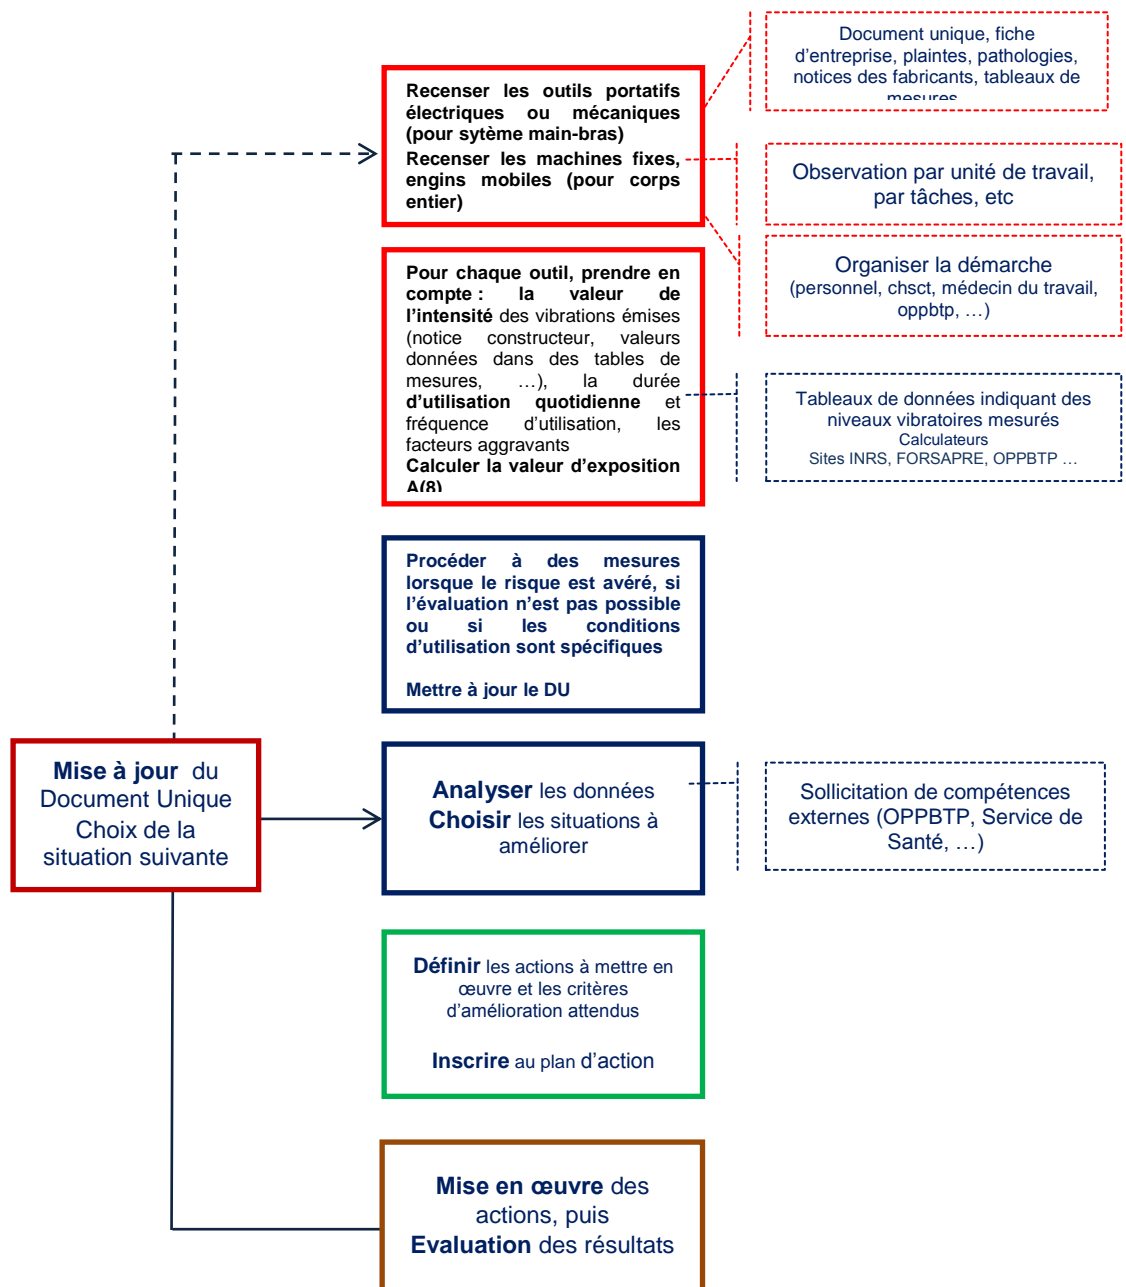 Document unique, fiche
d'entreprise, plaintes, pathologies,
notices des fabricants, tableaux de
mesures
Recenser les outils portatifs
électriques ou mécaniques
(pour sytème main-bras)
Recenser les machines fixes,
engins mobiles (pour corps
entier)
Observation par unité de travail,
par tâches, etc
Organiser la démarche
(personnel, chsct, médecin du travail,
oppbtp, …)
Pour chaque outil, prendre en
compte : la valeur de
l'intensité des vibrations émises
(notice constructeur, valeurs
données dans des tables de
mesures, …), la durée
d'utilisation quotidienne et
fréquence d'utilisation, les
facteurs aggravants
Calculer la valeur d'exposition
A(8)
Tableaux de données indiquant des
niveaux vibratoires mesurés
Calculateurs
Sites INRS, FORSAPRE, OPPBTP …
Procéder à des mesures
lorsque le risque est avéré, si
l'évaluation n'est pas possible
ou si les conditions
d'utilisation sont spécifiques
Mettre à jour le DU
Mise à jour du
Document Unique
Choix de la
situation suivante
Analyser les données
Choisir les situations à
améliorer
Sollicitation de compétences
externes (OPPBTP, Service de
Santé, …)
Définir les actions à mettre en
œuvre et les critères
d'amélioration attendus
Inscrire au plan d'action
Mise en œuvre des
actions, puis
Evaluation des résultats